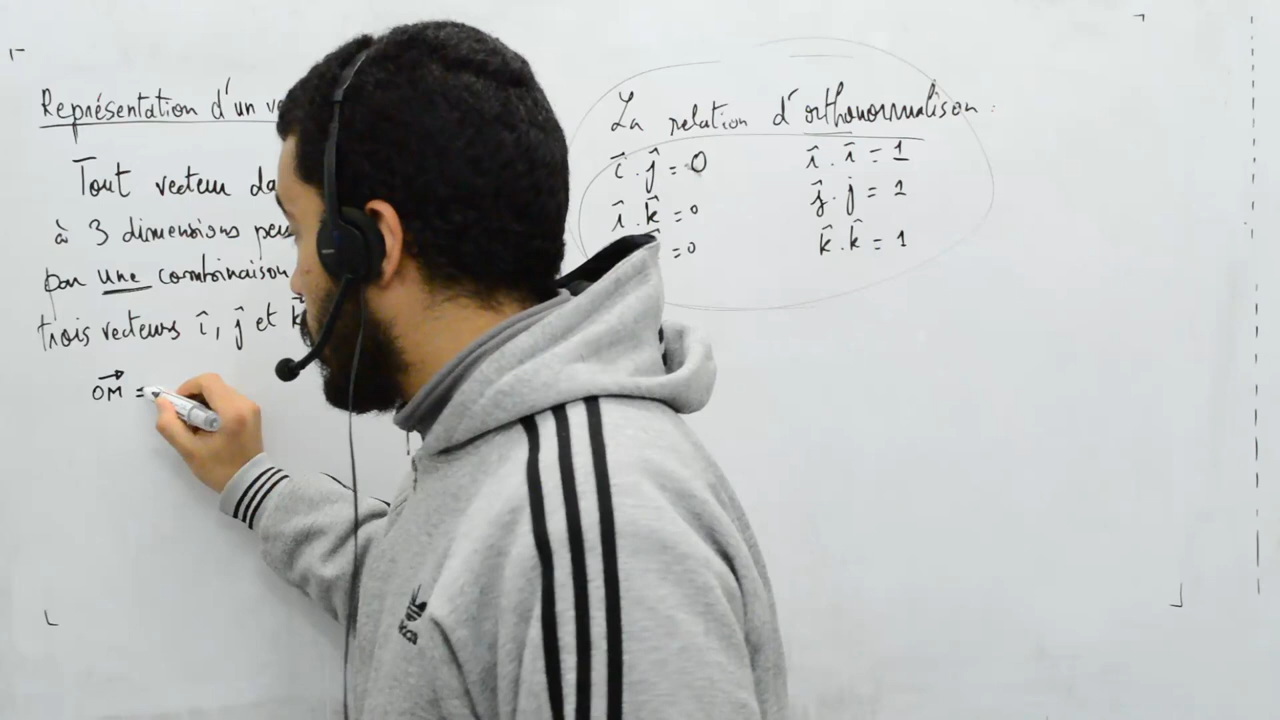 Représentation d'un ve
Tout vecteur da
à 3 dimensions peu
par une combinaison
trois vecteurs î, ĵ et k
OM⃗ =
La relation d'orthonormalison :
î . ĵ = 0
î . k̂ = 0
= 0
î . î = 1
ĵ . ĵ = 1
k̂ . k̂ = 1